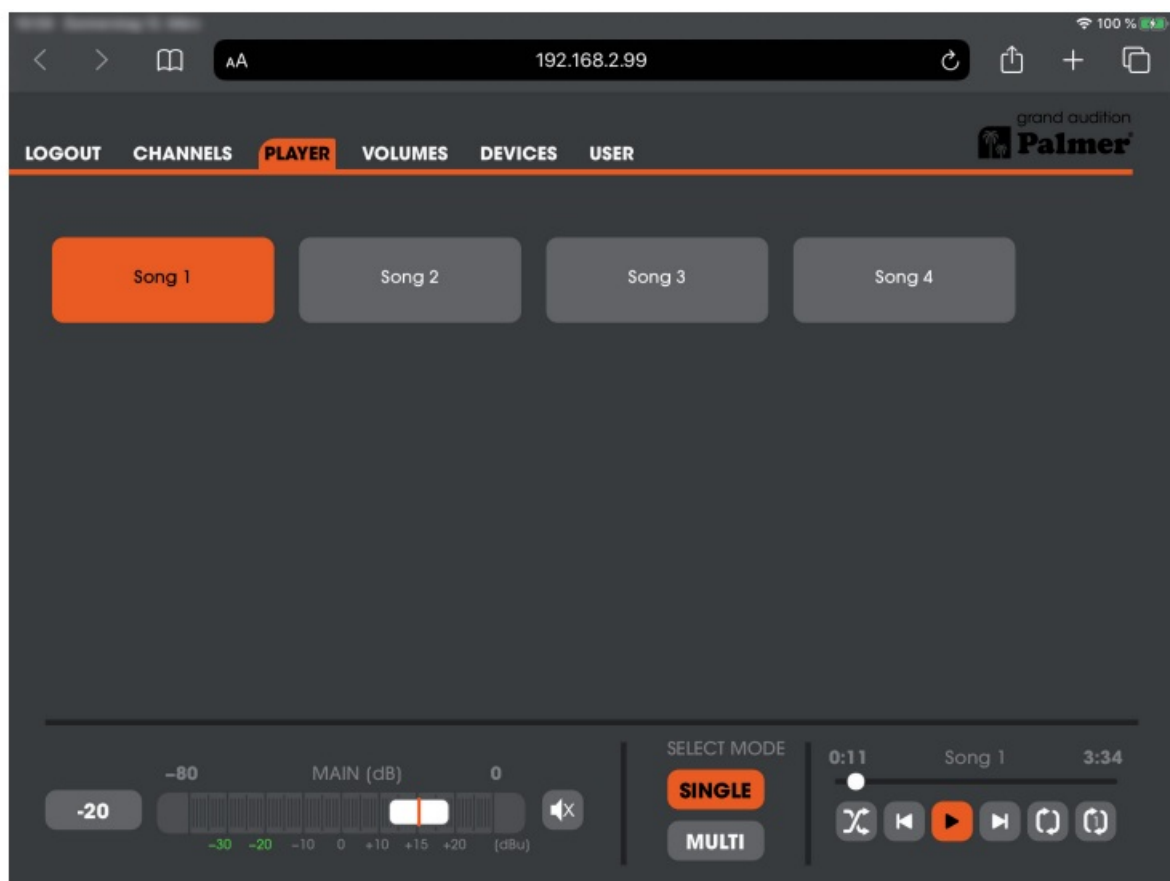 100 %
AA 192.168.2.99
grand audition
Palmer
LOGOUT CHANNELS PLAYER VOLUMES DEVICES USER
Song 1 Song 2 Song 3 Song 4
SELECT MODE
0:11 Song 1 3:34
-80 MAIN (dB) 0
SINGLE
-20
MULTI
-30 -20 -10 0 +10 +15 +20 (dBu)
1